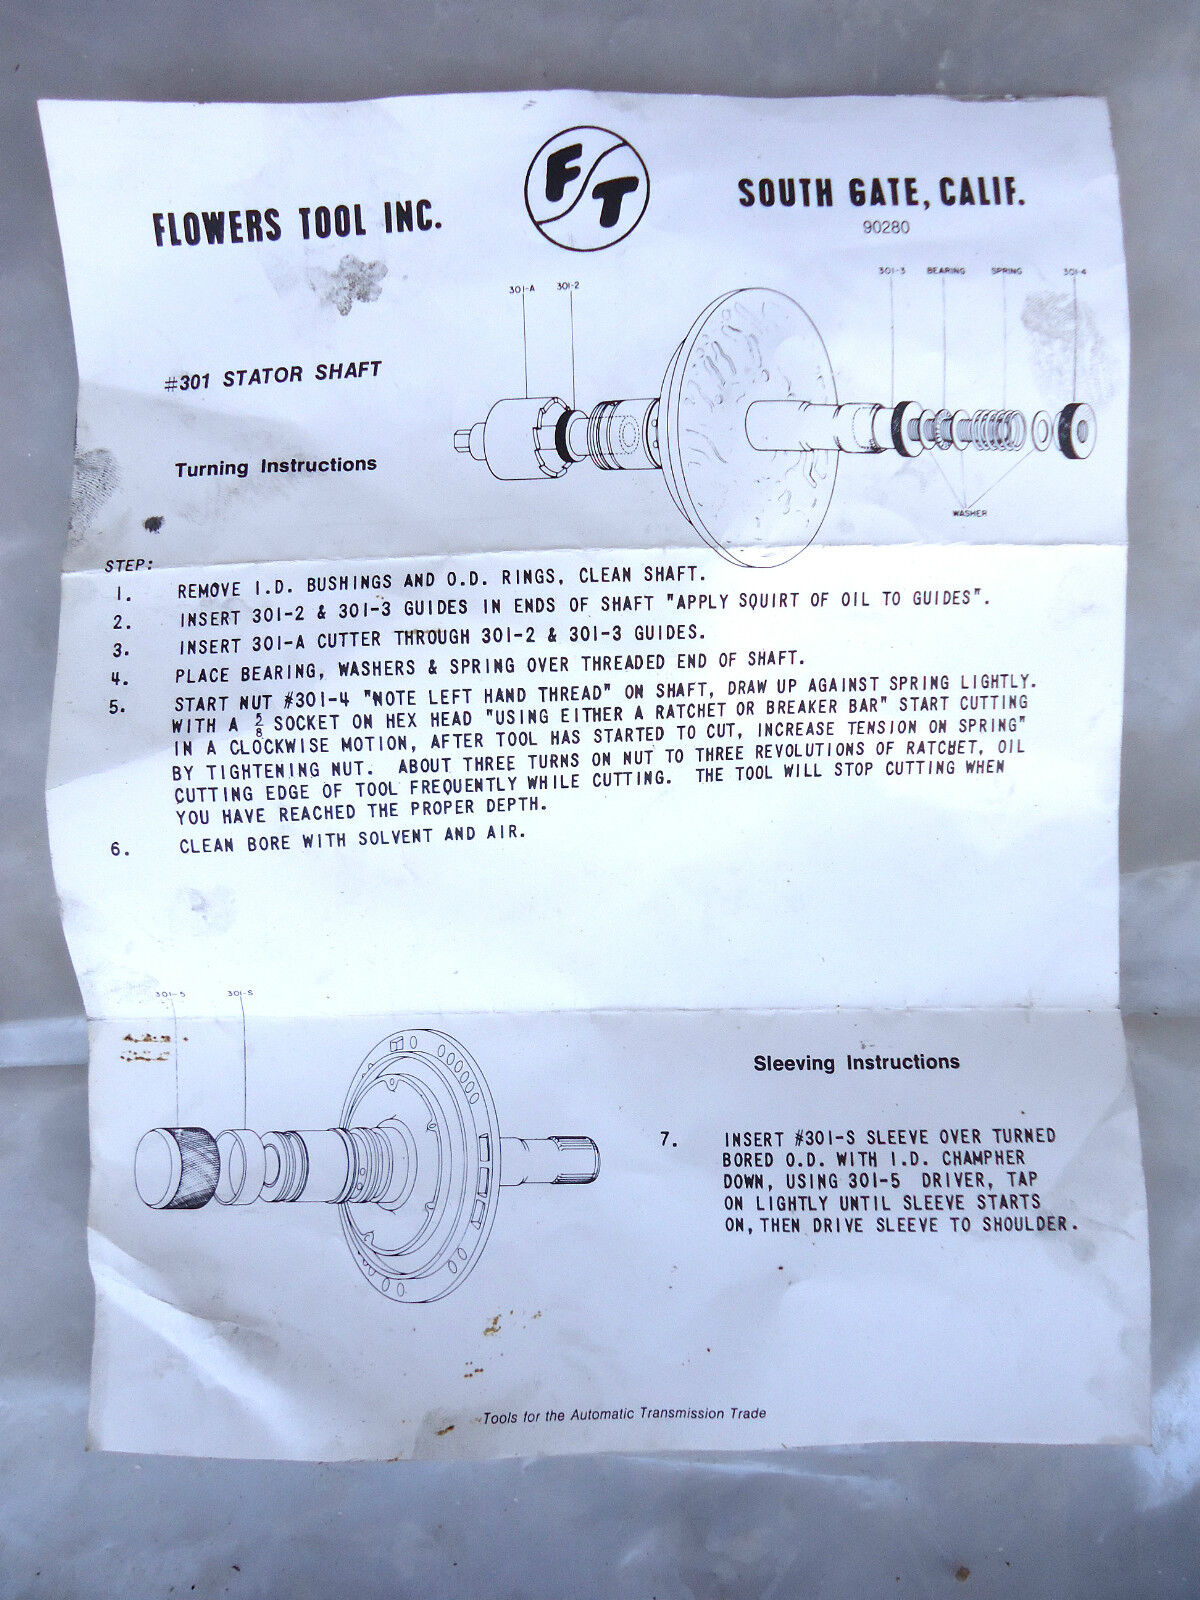 FLOWERS TOOL INC.
F T
SOUTH GATE, CALIF.
90280
301-A 301-2
301-3 BEARING SPRING 301-4
WASHER
#301 STATOR SHAFT
Turning Instructions
STEP:
1. REMOVE I.D. BUSHINGS AND O.D. RINGS, CLEAN SHAFT.
2. INSERT 301-2 & 301-3 GUIDES IN ENDS OF SHAFT "APPLY SQUIRT OF OIL TO GUIDES".
3. INSERT 301-A CUTTER THROUGH 301-2 & 301-3 GUIDES.
4. PLACE BEARING, WASHERS & SPRING OVER THREADED END OF SHAFT.
5. START NUT #301-4 "NOTE LEFT HAND THREAD" ON SHAFT, DRAW UP AGAINST SPRING LIGHTLY.
WITH A SOCKET ON HEX HEAD "USING EITHER A RATCHET OR BREAKER BAR" START CUTTING
IN A CLOCKWISE MOTION, AFTER TOOL HAS STARTED TO CUT, INCREASE TENSION ON SPRING"
BY TIGHTENING NUT. ABOUT THREE TURNS ON NUT TO THREE REVOLUTIONS OF RATCHET, OIL
CUTTING EDGE OF TOOL FREQUENTLY WHILE CUTTING. THE TOOL WILL STOP CUTTING WHEN
YOU HAVE REACHED THE PROPER DEPTH.
6. CLEAN BORE WITH SOLVENT AND AIR.
301-5 301-S
Sleeving Instructions
7. INSERT #301-S SLEEVE OVER TURNED
BORED O.D. WITH I.D. CHAMPHER
DOWN, USING 301-5 DRIVER, TAP
ON LIGHTLY UNTIL SLEEVE STARTS
ON, THEN DRIVE SLEEVE TO SHOULDER.
Tools for the Automatic Transmission Trade